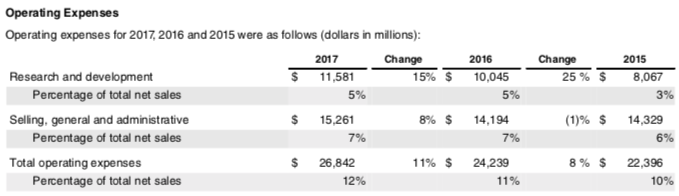 Operating Expenses
Operating expenses for 2017, 2016 and 2015 were as follows (dollars in millions):
2017 Change 2016 Change 2015
Research and development $ 11,581 15% $ 10,045 25 % $ 8,067
Percentage of total net sales 5% 5% 3%
Selling, general and administrative $ 15,261 8% $ 14,194 (1)% $ 14,329
Percentage of total net sales 7% 7% 6%
Total operating expenses $ 26,842 11% $ 24,239 8 % $ 22,396
Percentage of total net sales 12% 11% 10%